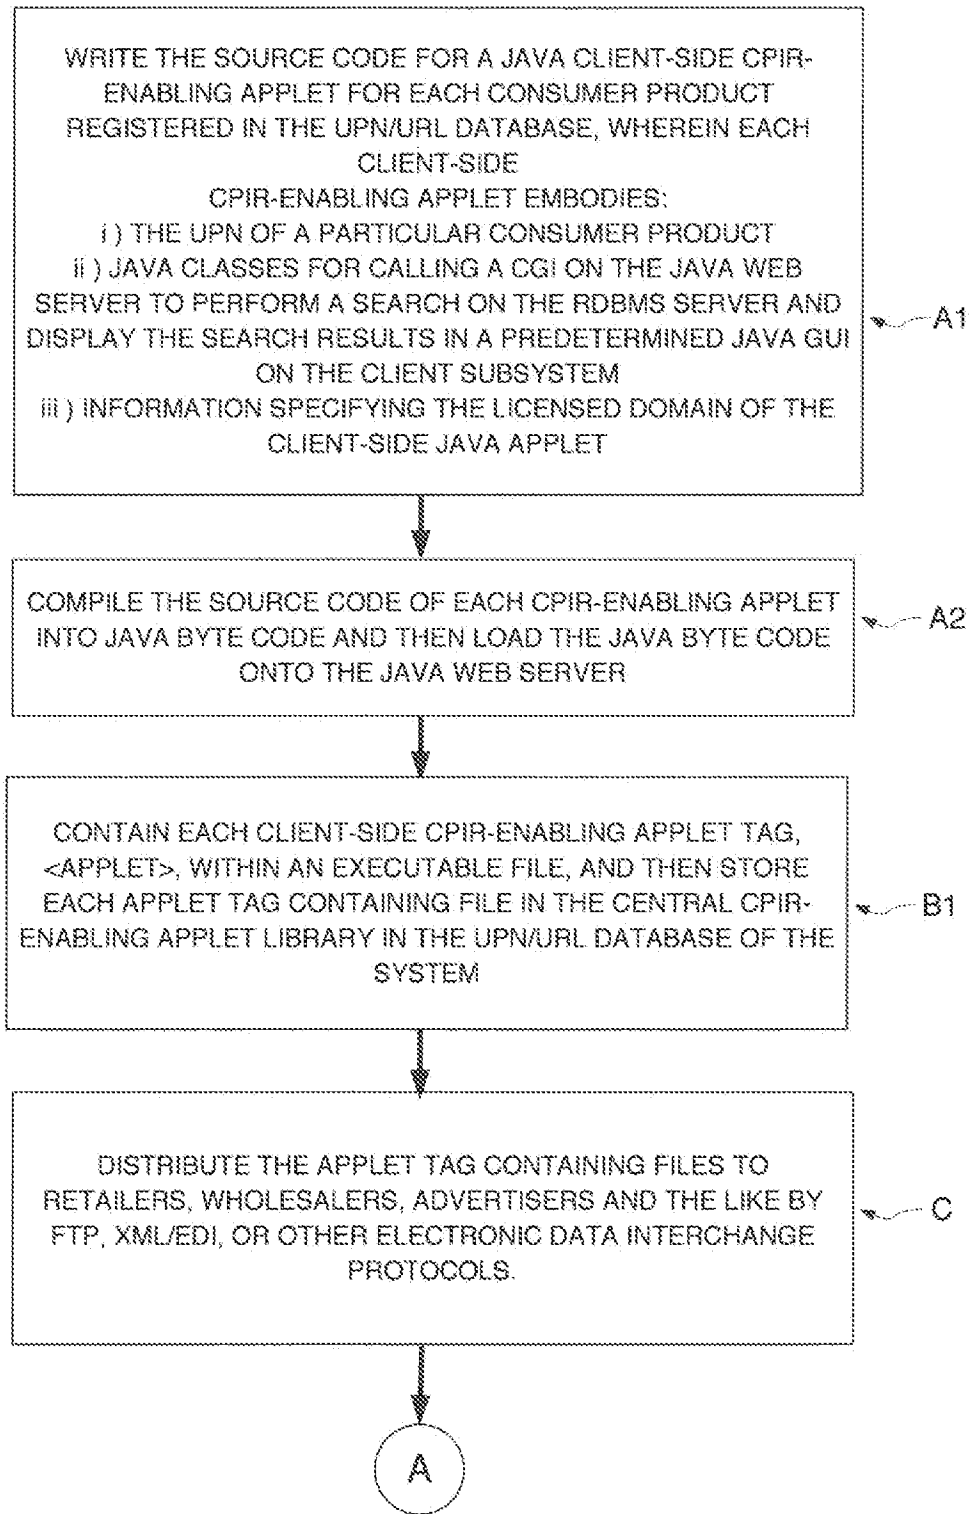 WRITE THE SOURCE CODE FOR A JAVA CLIENT-SIDE CPIR-
ENABLING APPLET FOR EACH CONSUMER PRODUCT
REGISTERED IN THE UPN/URL DATABASE, WHEREIN EACH
CLIENT-SIDE
CPIR-ENABLING APPLET EMBODIES:
i ) THE UPN OF A PARTICULAR CONSUMER PRODUCT
ii ) JAVA CLASSES FOR CALLING A CGI ON THE JAVA WEB
SERVER TO PERFORM A SEARCH ON THE RDBMS SERVER AND
DISPLAY THE SEARCH RESULTS IN A PREDETERMINED JAVA GUI
ON THE CLIENT SUBSYSTEM
iii ) INFORMATION SPECIFYING THE LICENSED DOMAIN OF THE
CLIENT-SIDE JAVA APPLET
A1
COMPILE THE SOURCE CODE OF EACH CPIR-ENABLING APPLET
INTO JAVA BYTE CODE AND THEN LOAD THE JAVA BYTE CODE
ONTO THE JAVA WEB SERVER
A2
CONTAIN EACH CLIENT-SIDE CPIR-ENABLING APPLET TAG,
<APPLET>, WITHIN AN EXECUTABLE FILE, AND THEN STORE
EACH APPLET TAG CONTAINING FILE IN THE CENTRAL CPIR-
ENABLING APPLET LIBRARY IN THE UPN/URL DATABASE OF THE
SYSTEM
B1
DISTRIBUTE THE APPLET TAG CONTAINING FILES TO
RETAILERS, WHOLESALERS, ADVERTISERS AND THE LIKE BY
FTP, XML/EDI, OR OTHER ELECTRONIC DATA INTERCHANGE
PROTOCOLS.
C
A